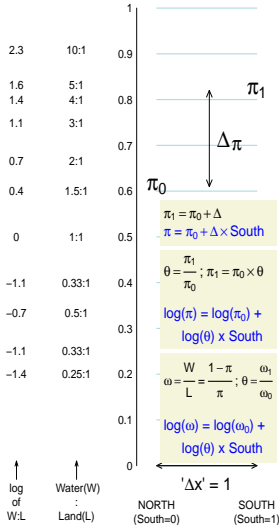 1
2.3 10:1 0.9
1.6 5:1 π1
1.4 4:1 0.8
1.1 3:1
0.7 2:1 0.7 Δπ
0.4 1.5:1 0.6 π0
π1 = π0 + Δ
π = π0 + Δ × South
0 1:1 0.5
θ = π1 / π0 ; π1 = π0 × θ
−1.1 0.33:1 0.4
−0.7 0.5:1
log(π) = log(π0) +
log(θ) x South
0.3
−1.1 0.33:1
−1.4 0.25:1 0.2
ω = W / L = 1 − π / π ; θ = ω1 / ω0
0.1
log(ω) = log(ω0) +
log(θ) x South
0
'Δx' = 1
log Water(W)
of :
W:L Land(L)
NORTH SOUTH
(South=0) (South=1)